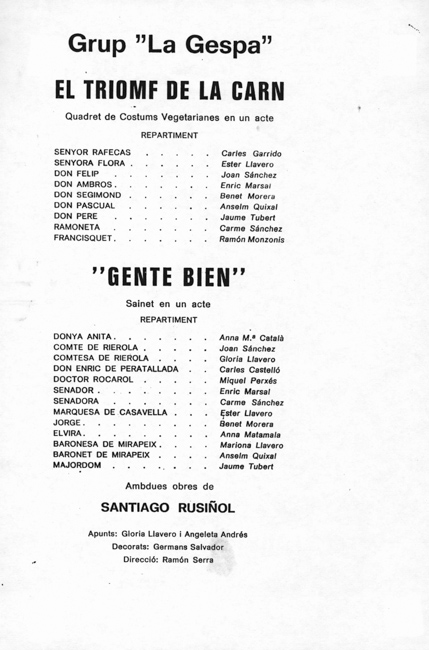 Grup "La Gespa"
EL TRIOMF DE LA CARN
Quadret de Costums Vegetarianes en un acte
REPARTIMENT
SENYOR RAFECAS . . . . . Carles Garrido
SENYORA FLORA . . . . . . Ester Llavero
DON FELIP . . . . . . Joan Sánchez
DON AMBROS . . . . . . . Enric Marsal
DON SEGIMOND . . . . . . Benet Morera
DON PASCUAL . . . . . . Anselm Quixal
DON PERE . . . . . . Jaume Tubert
RAMONETA . . . . . . Carme Sánchez
FRANCISQUET . . . . . . . Ramón Monzonis
"GENTE BIEN"
Sainet en un acte
REPARTIMENT
DONYA ANITA . . . . . . . Anna M.ª Català
COMTE DE RIEROLA . . . . . Joan Sánchez
COMTESA DE RIEROLA . . . . Gloria Llavero
DON ENRIC DE PERATALLADA . . Carles Castelló
DOCTOR ROCAROL . . . . . Miquel Perxés
SENADOR . . . . . . . . Enric Marsal
SENADORA . . . . . . . Carme Sánchez
MARQUESA DE CASAVELLA . . . Ester Llavero
JORGE . . . . . . . . . Benet Morera
ELVIRA . . . . . . . . . Anna Matamala
BARONESA DE MIRAPEIX . . . . Mariona Llavero
BARONET DE MIRAPEIX . . . . Anselm Quixal
MAJORDOM . . . . . . . Jaume Tubert
Ambdues obres de
SANTIAGO RUSIÑOL
Apunts: Gloria Llavero i Angeleta Andrés
Decorats: Germans Salvador
Direcció: Ramón Serra